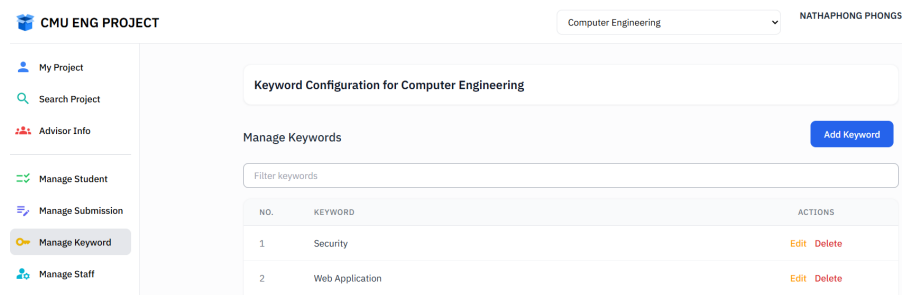 CMU ENG PROJECT
Computer Engineering
NATHAPHONG PHONGS
My Project
Search Project
Advisor Info
Manage Student
Manage Submission
Manage Keyword
Manage Staff
Keyword Configuration for Computer Engineering
Manage Keywords
Add Keyword
Filter keywords
NO. KEYWORD ACTIONS
1 Security Edit Delete
2 Web Application Edit Delete